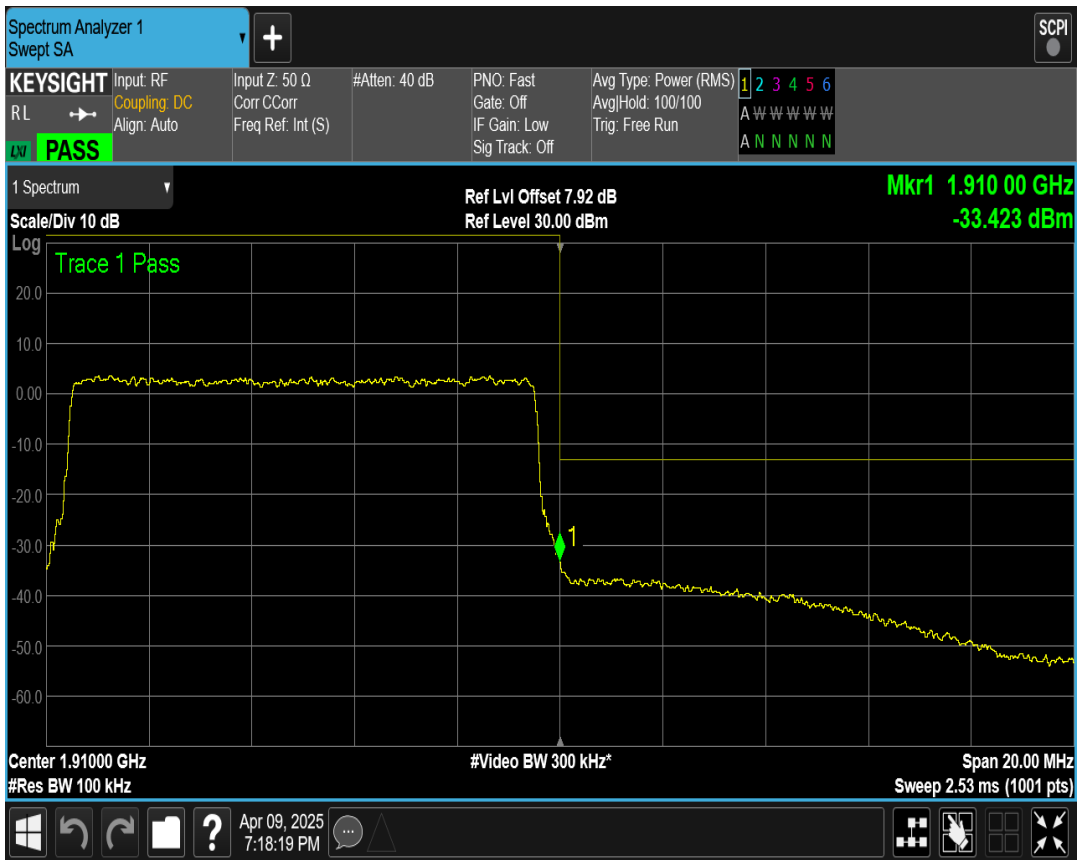 Spectrum Analyzer 1
Swept SA
SCPI
KEYSIGHT
RL
LXI PASS
Input: RF
Coupling: DC
Align: Auto
Input Z: 50 Ω
Corr CCorr
Freq Ref: Int (S)
#Atten: 40 dB
PNO: Fast
Gate: Off
IF Gain: Low
Sig Track: Off
Avg Type: Power (RMS)
Avg|Hold: 100/100
Trig: Free Run
1 2 3 4 5 6
A W W W W W
A N N N N N
1 Spectrum
Scale/Div 10 dB
Ref Lvl Offset 7.92 dB
Ref Level 30.00 dBm
Mkr1 1.910 00 GHz
-33.423 dBm
Log
Trace 1 Pass
20.0
10.0
0.00
-10.0
-20.0
-30.0
1
-40.0
-50.0
-60.0
Center 1.91000 GHz
#Video BW 300 kHz*
Span 20.00 MHz
#Res BW 100 kHz
Sweep 2.53 ms (1001 pts)
?
Apr 09, 2025
7:18:19 PM